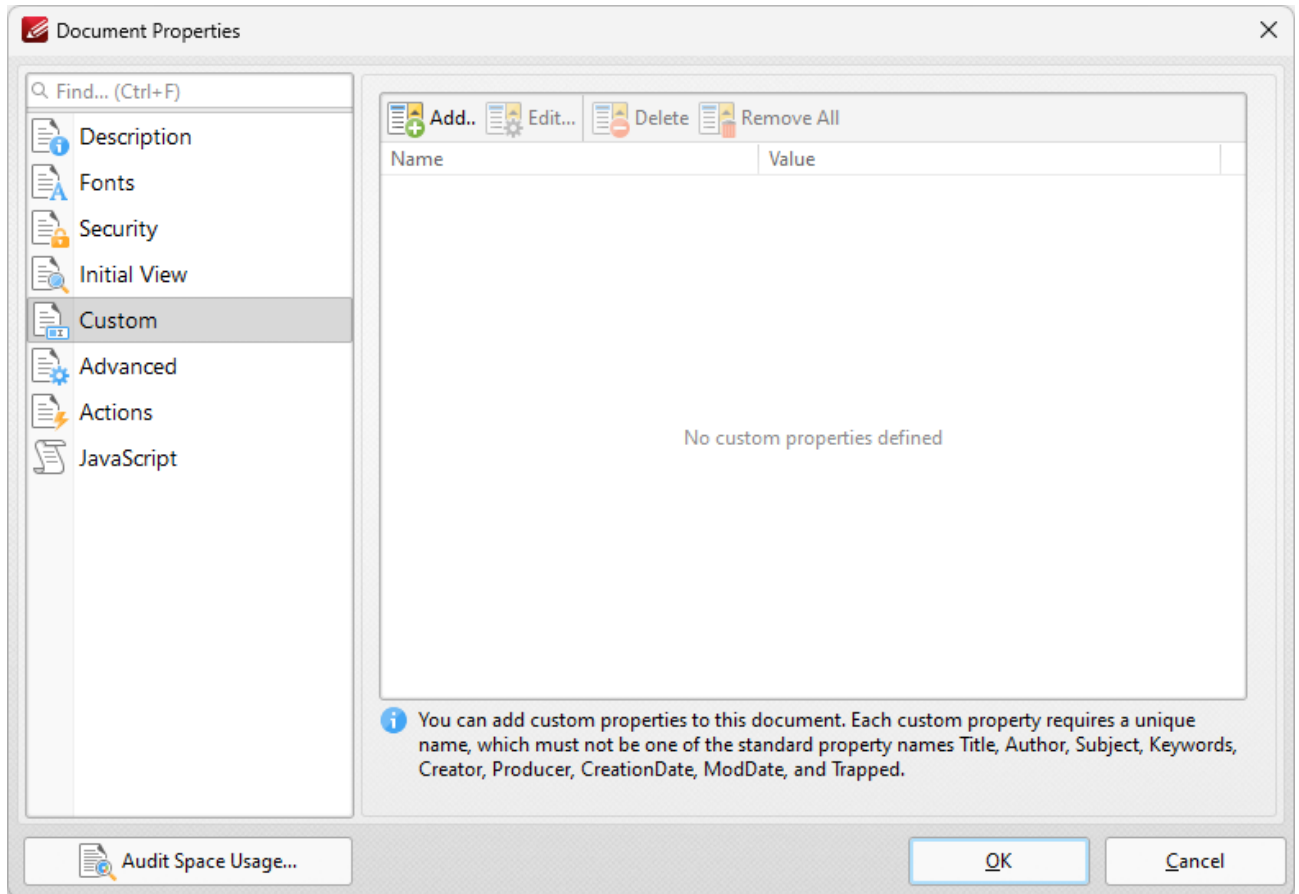 Document Properties
Find... (Ctrl+F)
Description
Fonts
Security
Initial View
Custom
Advanced
Actions
JavaScript
Add.. Edit... Delete Remove All
Name Value
No custom properties defined
You can add custom properties to this document. Each custom property requires a unique
name, which must not be one of the standard property names Title, Author, Subject, Keywords,
Creator, Producer, CreationDate, ModDate, and Trapped.
Audit Space Usage... OK Cancel